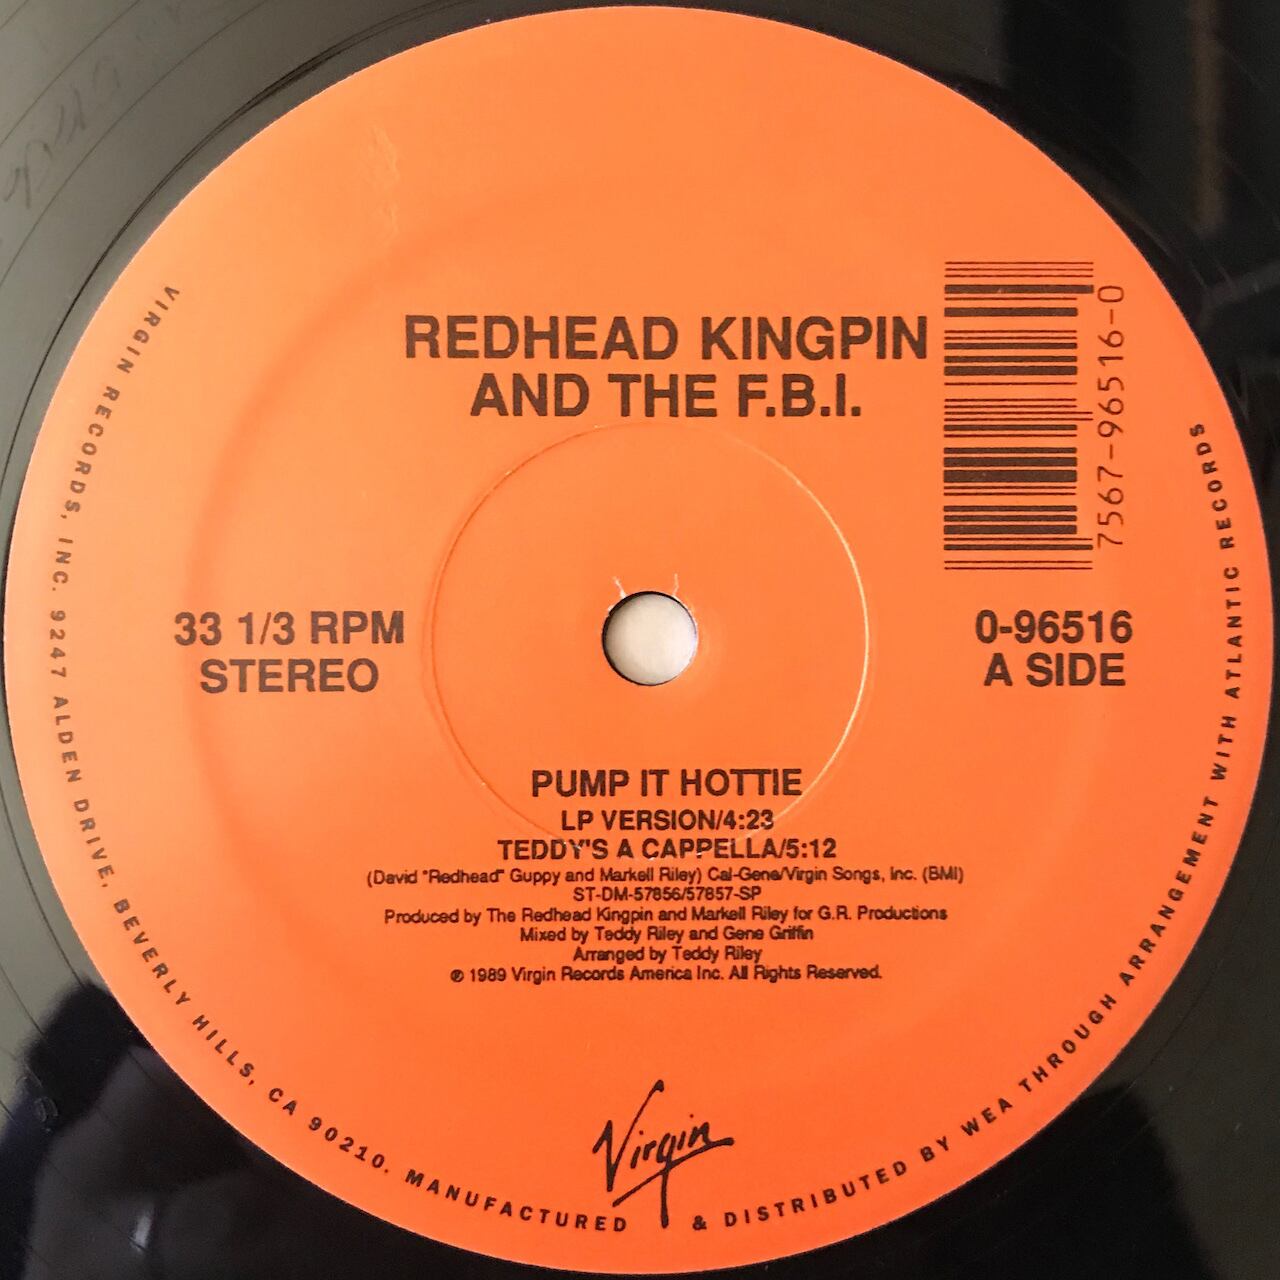 REDHEAD KINGPIN
AND THE F.B.I.
7567-96516-0
33 1/3 RPM
STEREO
0-96516
A SIDE
PUMP IT HOTTIE
LP VERSION/4:23
TEDDY'S A CAPPELLA/5:12
(David "Redhead" Guppy and Markell Riley) Cal-Gene/Virgin Songs, Inc. (BMI)
ST-DM-57856/57857-SP
Produced by The Redhead Kingpin and Markell Riley for G.R. Productions
Mixed by Teddy Riley and Gene Griffin
Arranged by Teddy Riley
℗ 1989 Virgin Records America Inc. All Rights Reserved.
Virgin
VIRGIN RECORDS, INC. 9247 ALDEN DRIVE, BEVERLY HILLS, CA 90210. MANUFACTURED & DISTRIBUTED BY WEA THROUGH ARRANGEMENT WITH ATLANTIC RECORDS